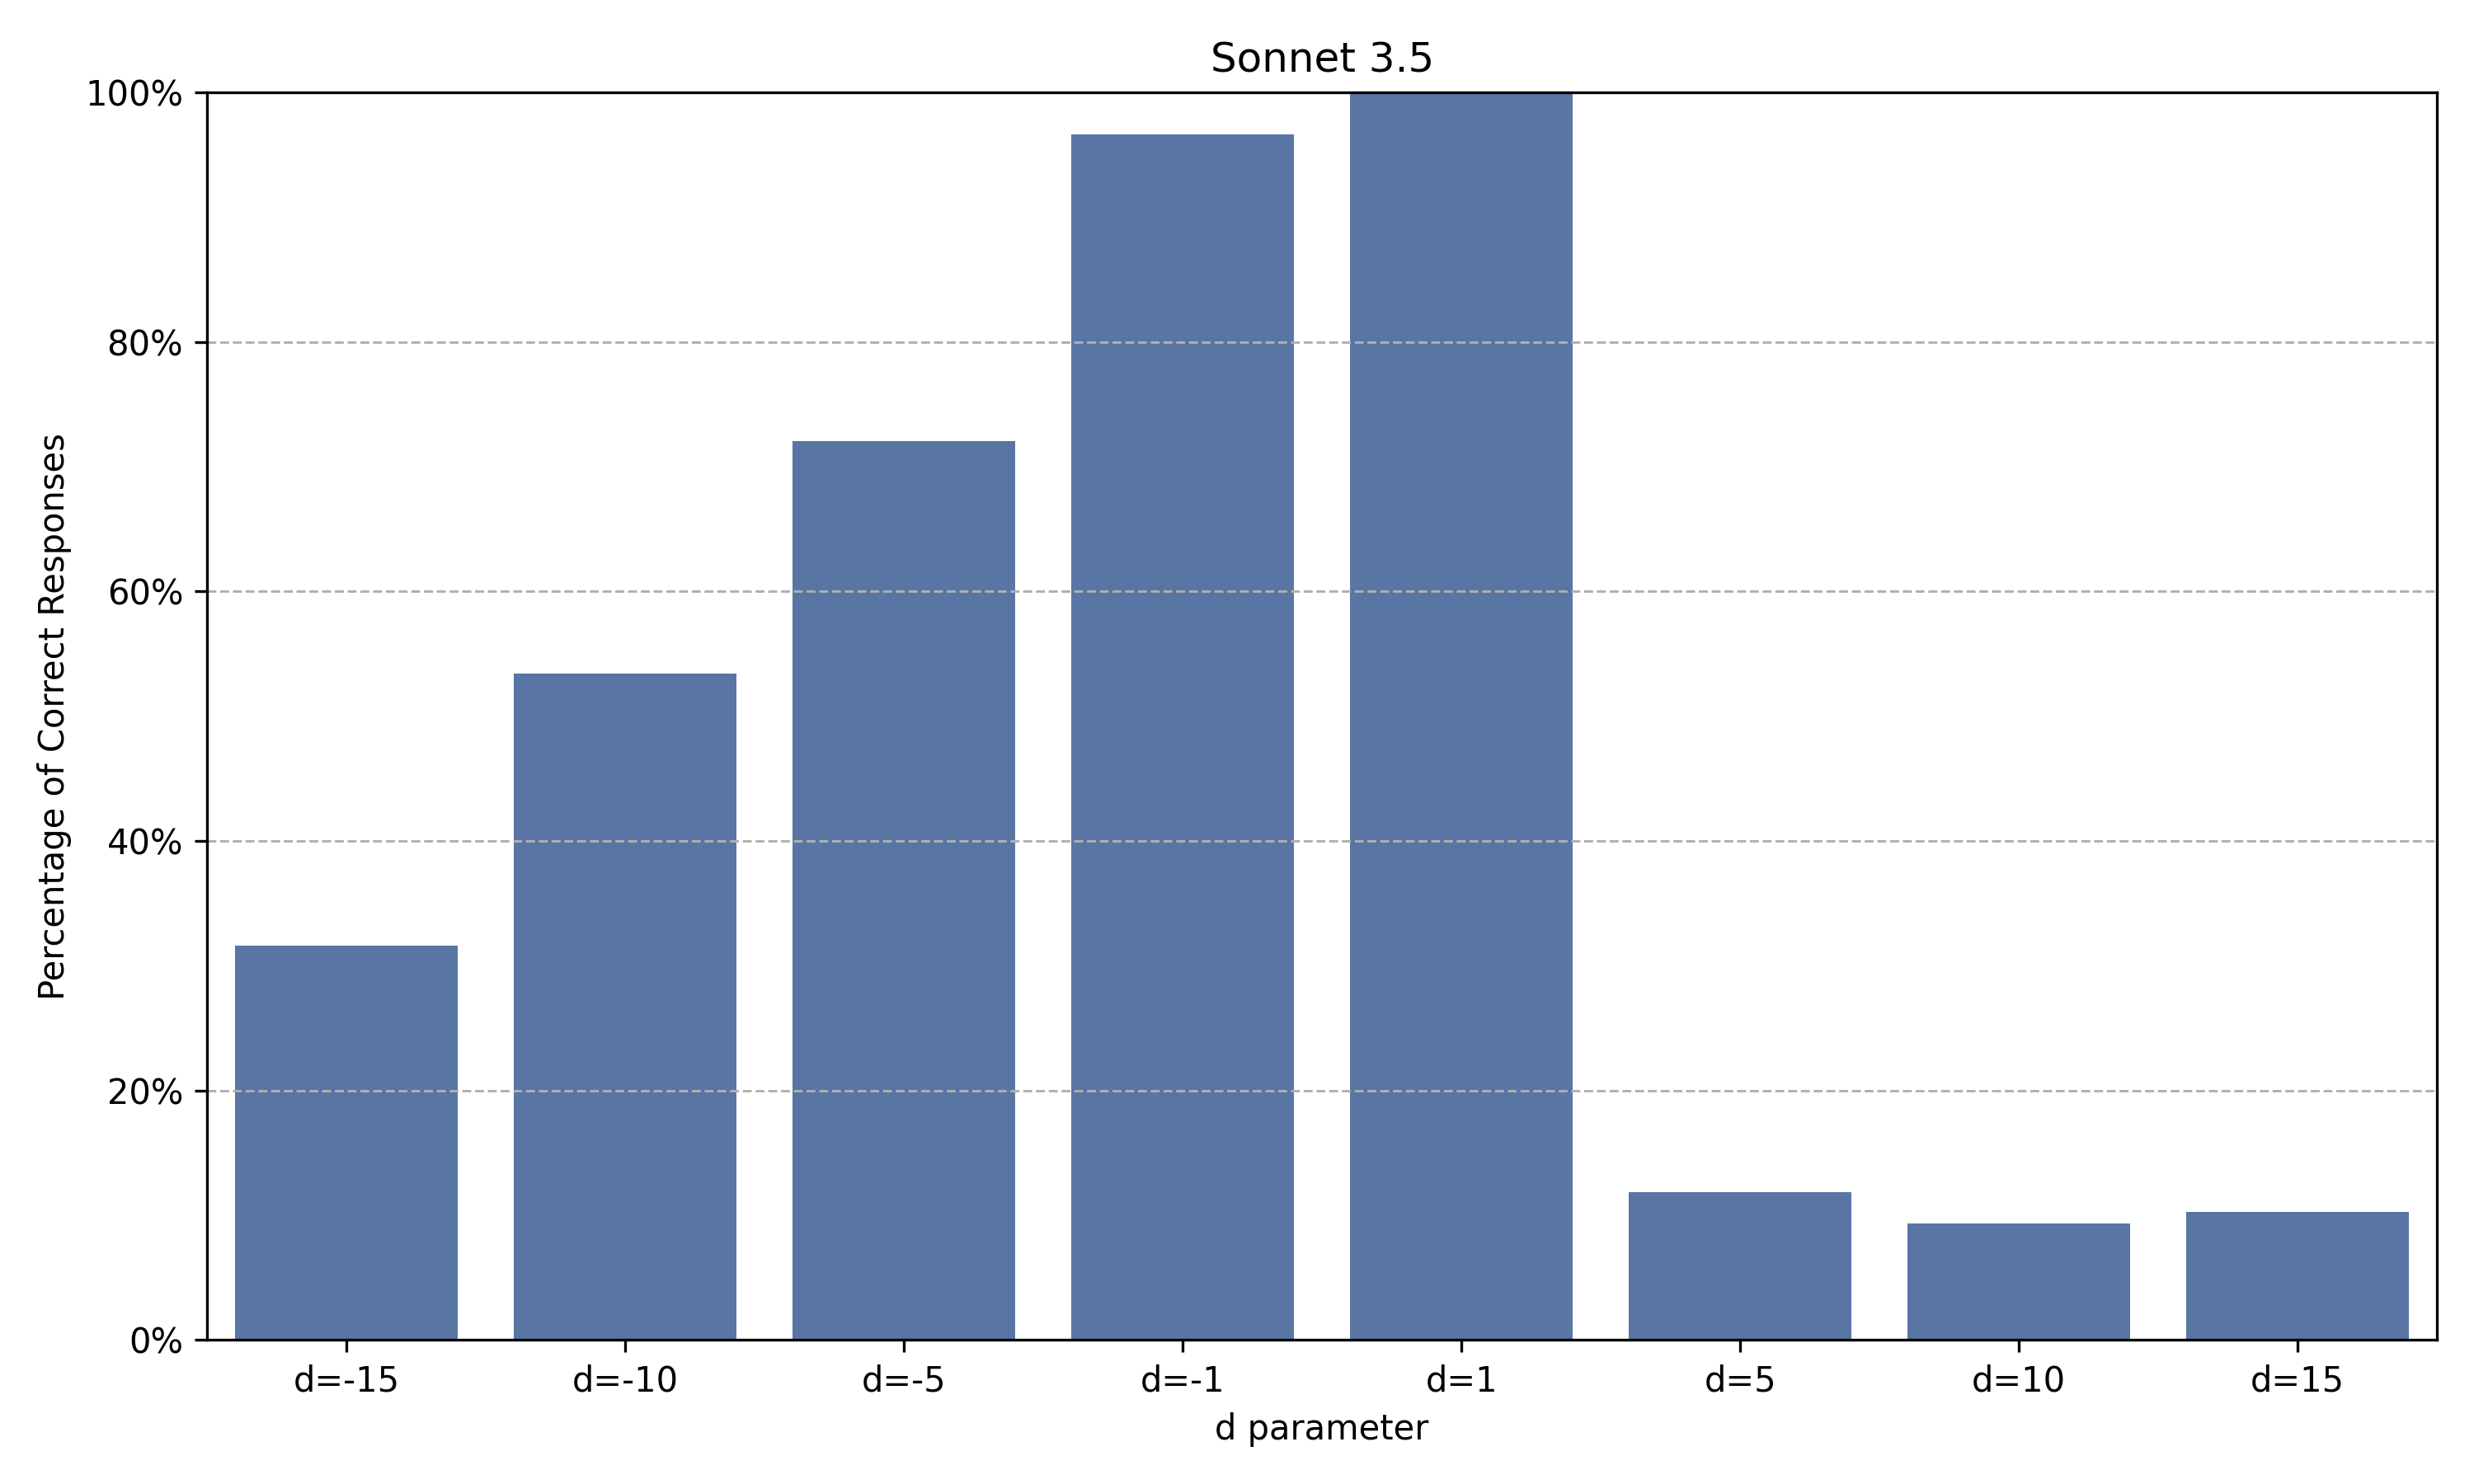 Sonnet 3.5
100%
80%
60%
40%
20%
0%
Percentage of Correct Responses
d=-15
d=-10
d=-5
d=-1
d=1
d=5
d=10
d=15
d parameter